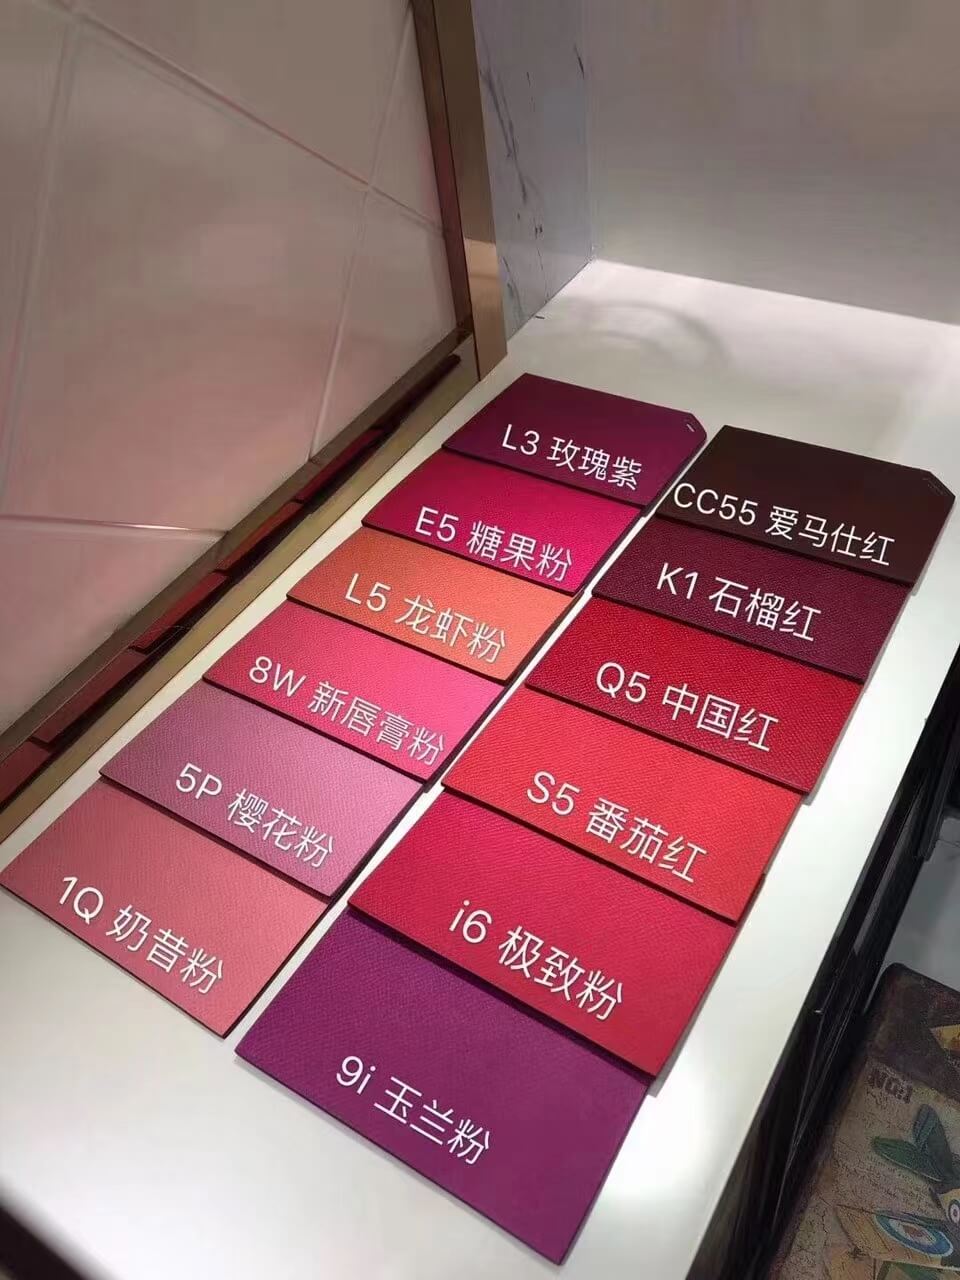 L3 玫瑰紫
E5 糖果粉
L5 龙虾粉
8W 新唇膏粉
5P 樱花粉
1Q 奶昔粉
CC55 爱马仕红
K1 石榴红
Q5 中国红
S5 番茄红
i6 极致粉
9i 玉兰粉